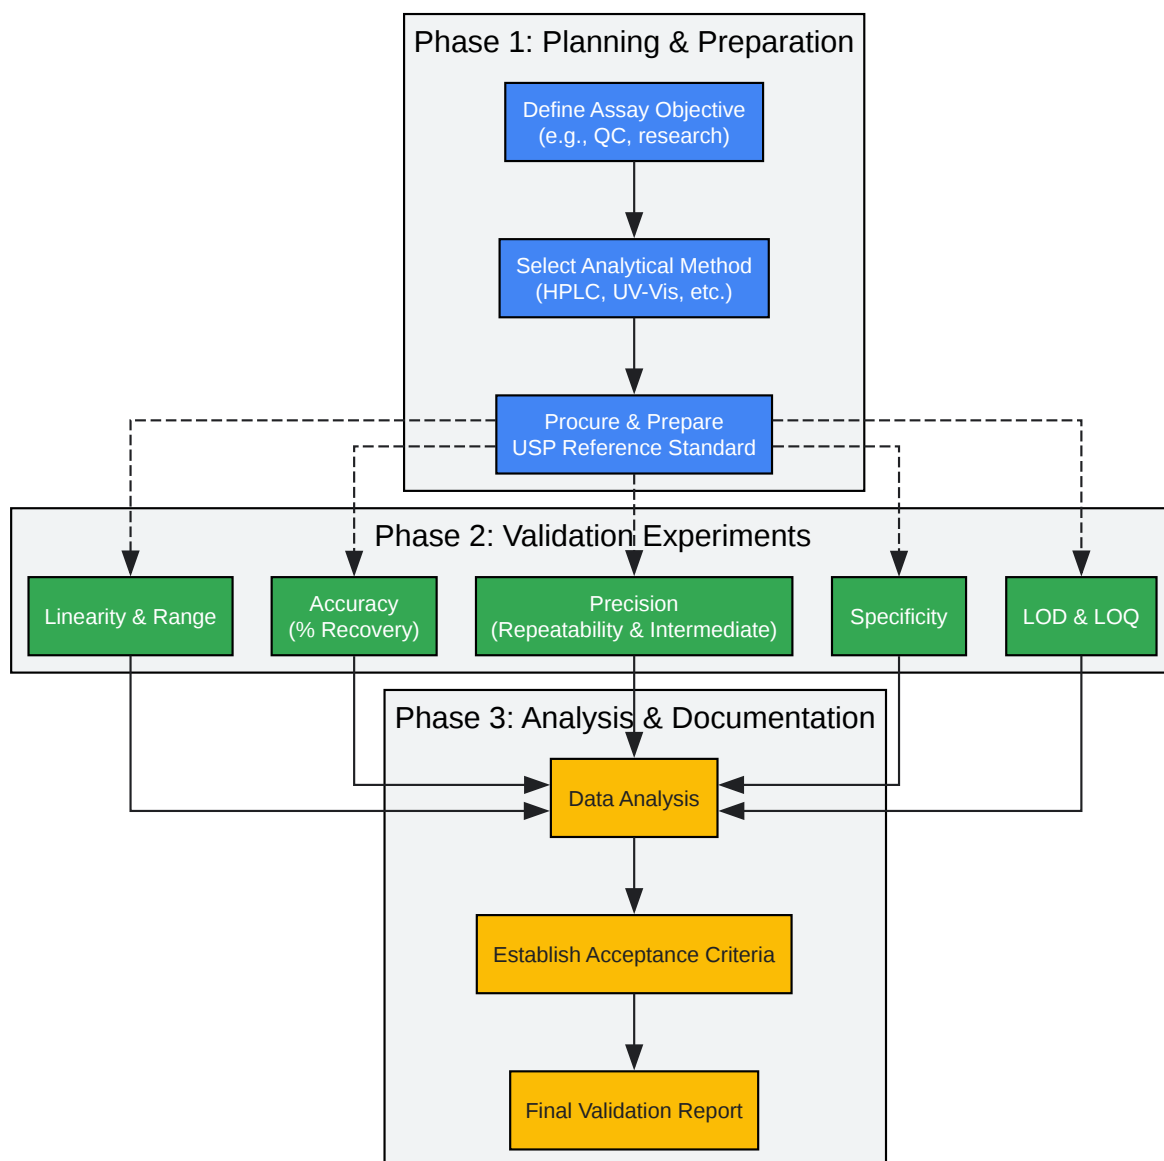 Phase 1: Planning & Preparation
Define Assay Objective
(e.g., QC, research)
Select Analytical Method
(HPLC, UV-Vis, etc.)
Procure & Prepare
USP Reference Standard
Phase 2: Validation Experiments
Linearity & Range
Accuracy
(% Recovery)
Precision
(Repeatability & Intermediate)
Specificity
LOD & LOQ
Phase 3: Analysis & Documentation
Data Analysis
Establish Acceptance Criteria
Final Validation Report